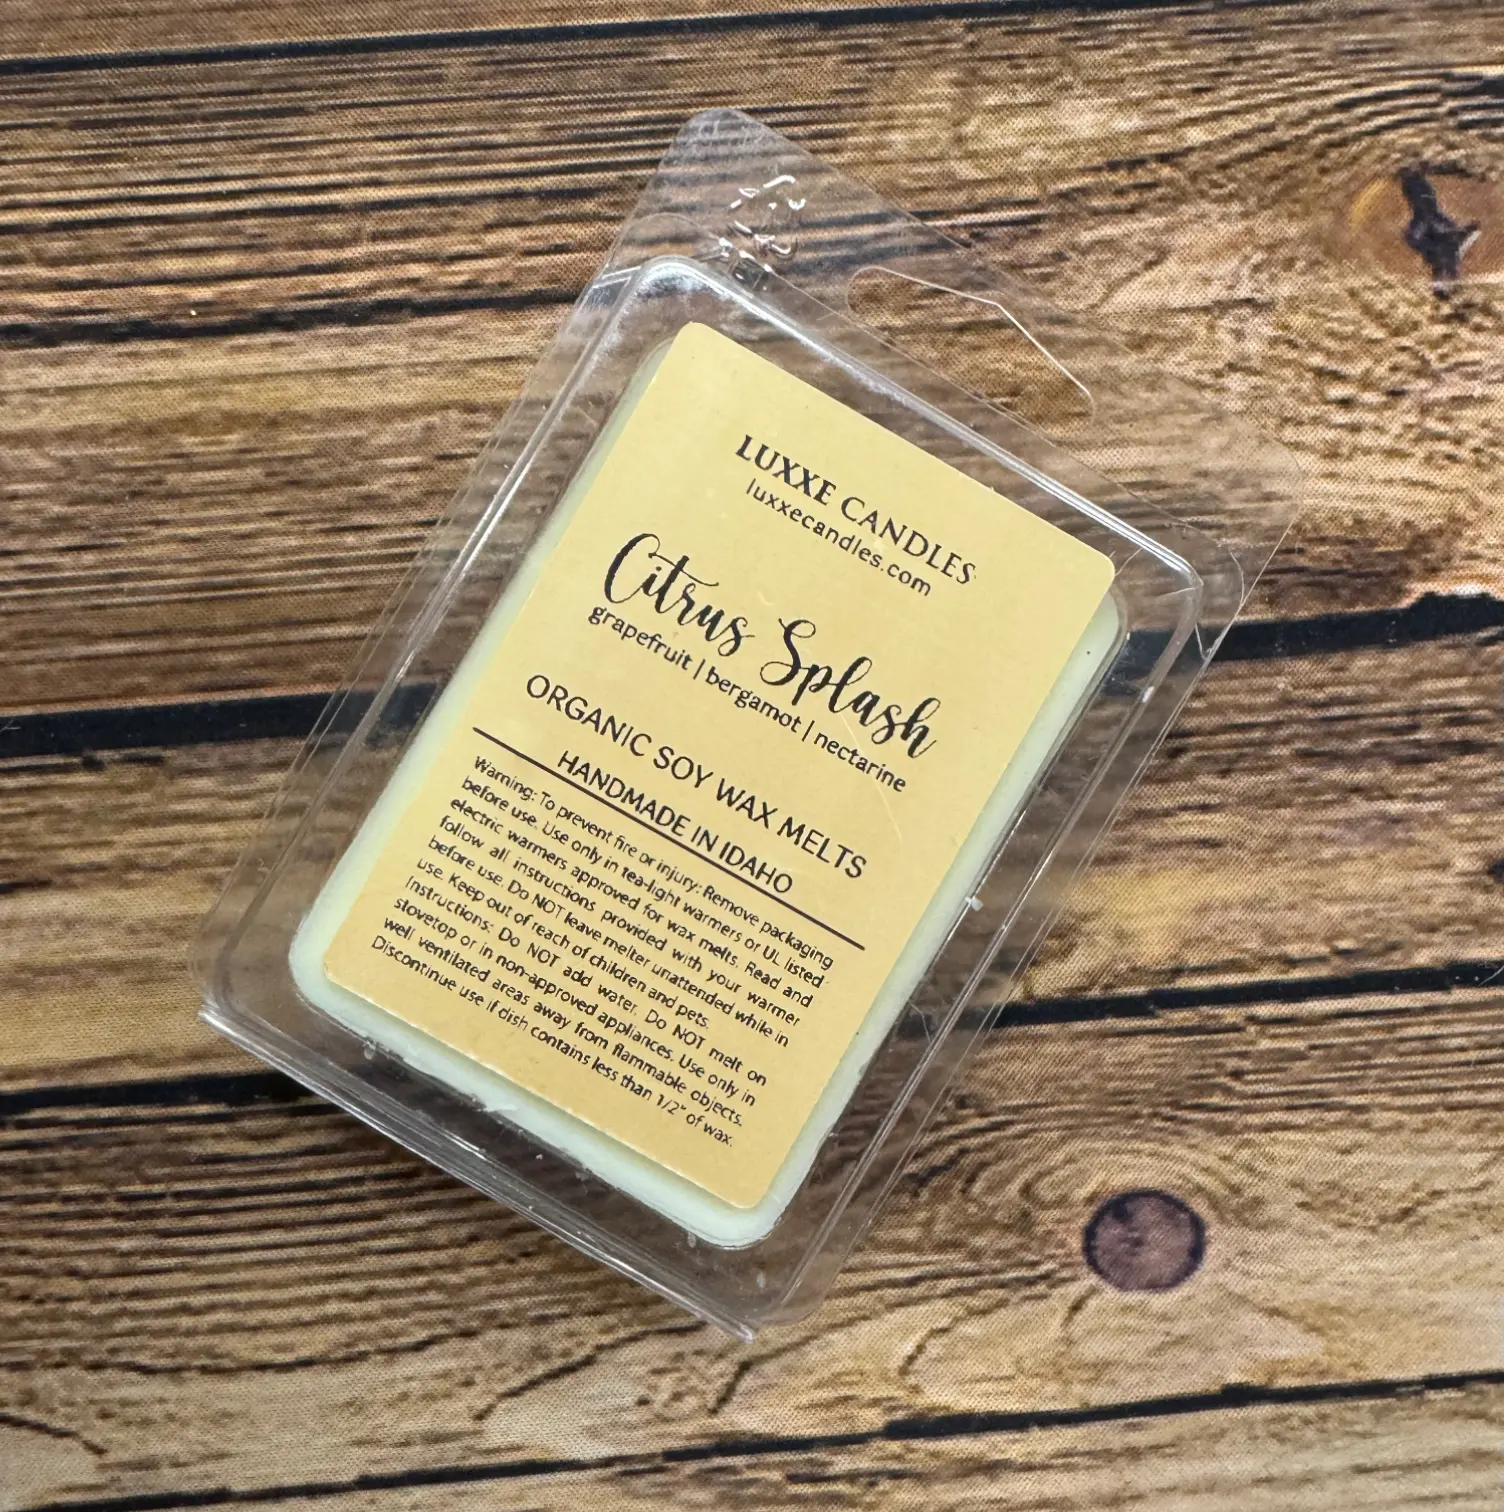 LUXXE CANDLES
luxxecandles.com
Citrus Splash
grapefruit | bergamot | nectarine
ORGANIC SOY WAX MELTS
HANDMADE IN IDAHO
Warning: To prevent fire or injury: Remove packaging
before use. Use only in tea-light warmers or UL listed
electric warmers approved for wax melts. Read and
follow all instructions provided with your warmer
before use. Do NOT leave melter unattended while in
use. Keep out of reach of children and pets.
Instructions: Do NOT add water. Do NOT melt on
stovetop or in non-approved appliances. Use only in
well ventilated areas away from flammable objects.
Discontinue use if dish contains less than 1/2" of wax.